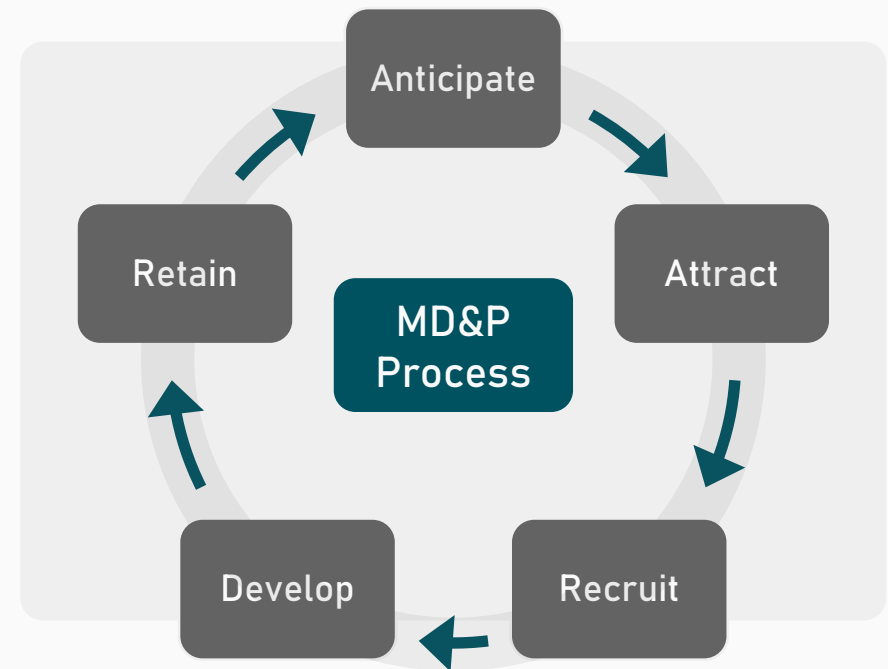 Anticipate
Attract
Recruit
Develop
Retain
MD&P
Process